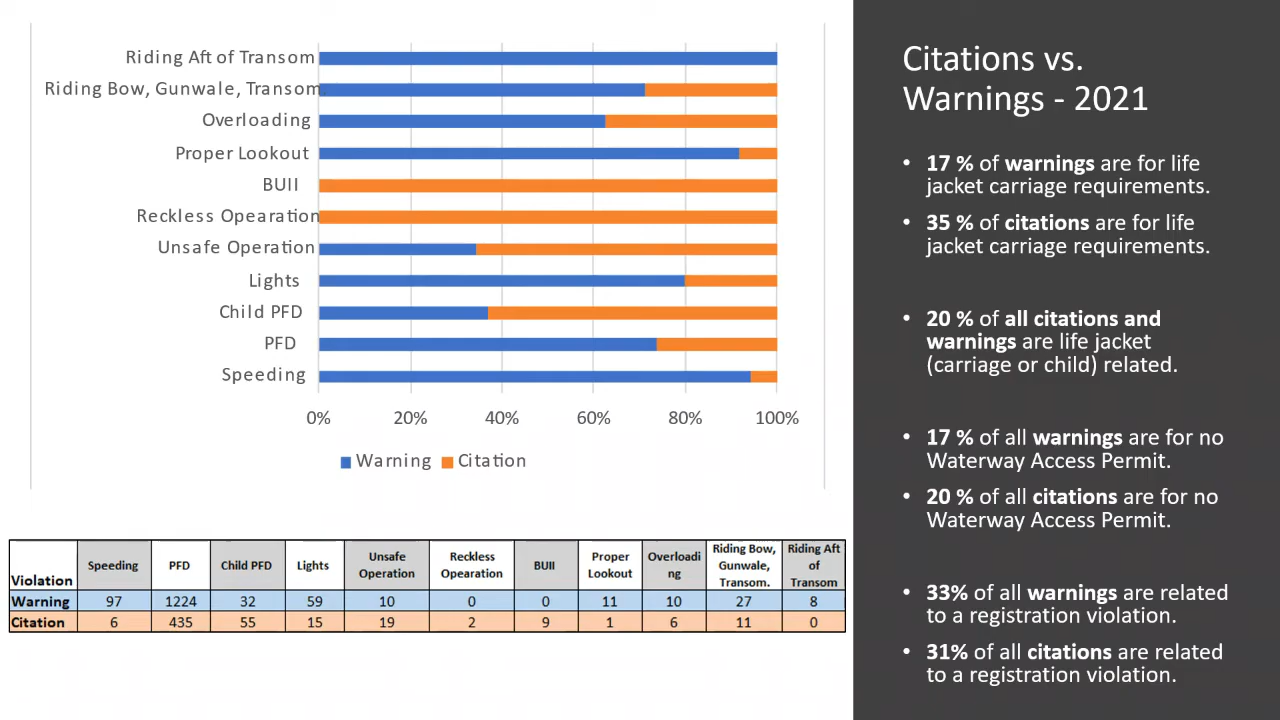 Riding Aft of Transom
Riding Bow, Gunwale, Transom.
Overloading
Proper Lookout
BUII
Reckless Opearation
Unsafe Operation
Lights
Child PFD
PFD
Speeding
0% 20% 40% 60% 80% 100%
Warning Citation
Violation Speeding PFD Child PFD Lights Unsafe Operation Reckless Opearation BUII Proper Lookout Overloadi ng Riding Bow, Gunwale, Transom. Riding Aft of Transom
Warning 97 1224 32 59 10 0 0 11 10 27 8
Citation 6 435 55 15 19 2 9 1 6 11 0
Citations vs.
Warnings - 2021
• 17 % of warnings are for life
jacket carriage requirements.
• 35 % of citations are for life
jacket carriage requirements.
• 20 % of all citations and
warnings are life jacket
(carriage or child) related.
• 17 % of all warnings are for no
Waterway Access Permit.
• 20 % of all citations are for no
Waterway Access Permit.
• 33% of all warnings are related
to a registration violation.
• 31% of all citations are related
to a registration violation.